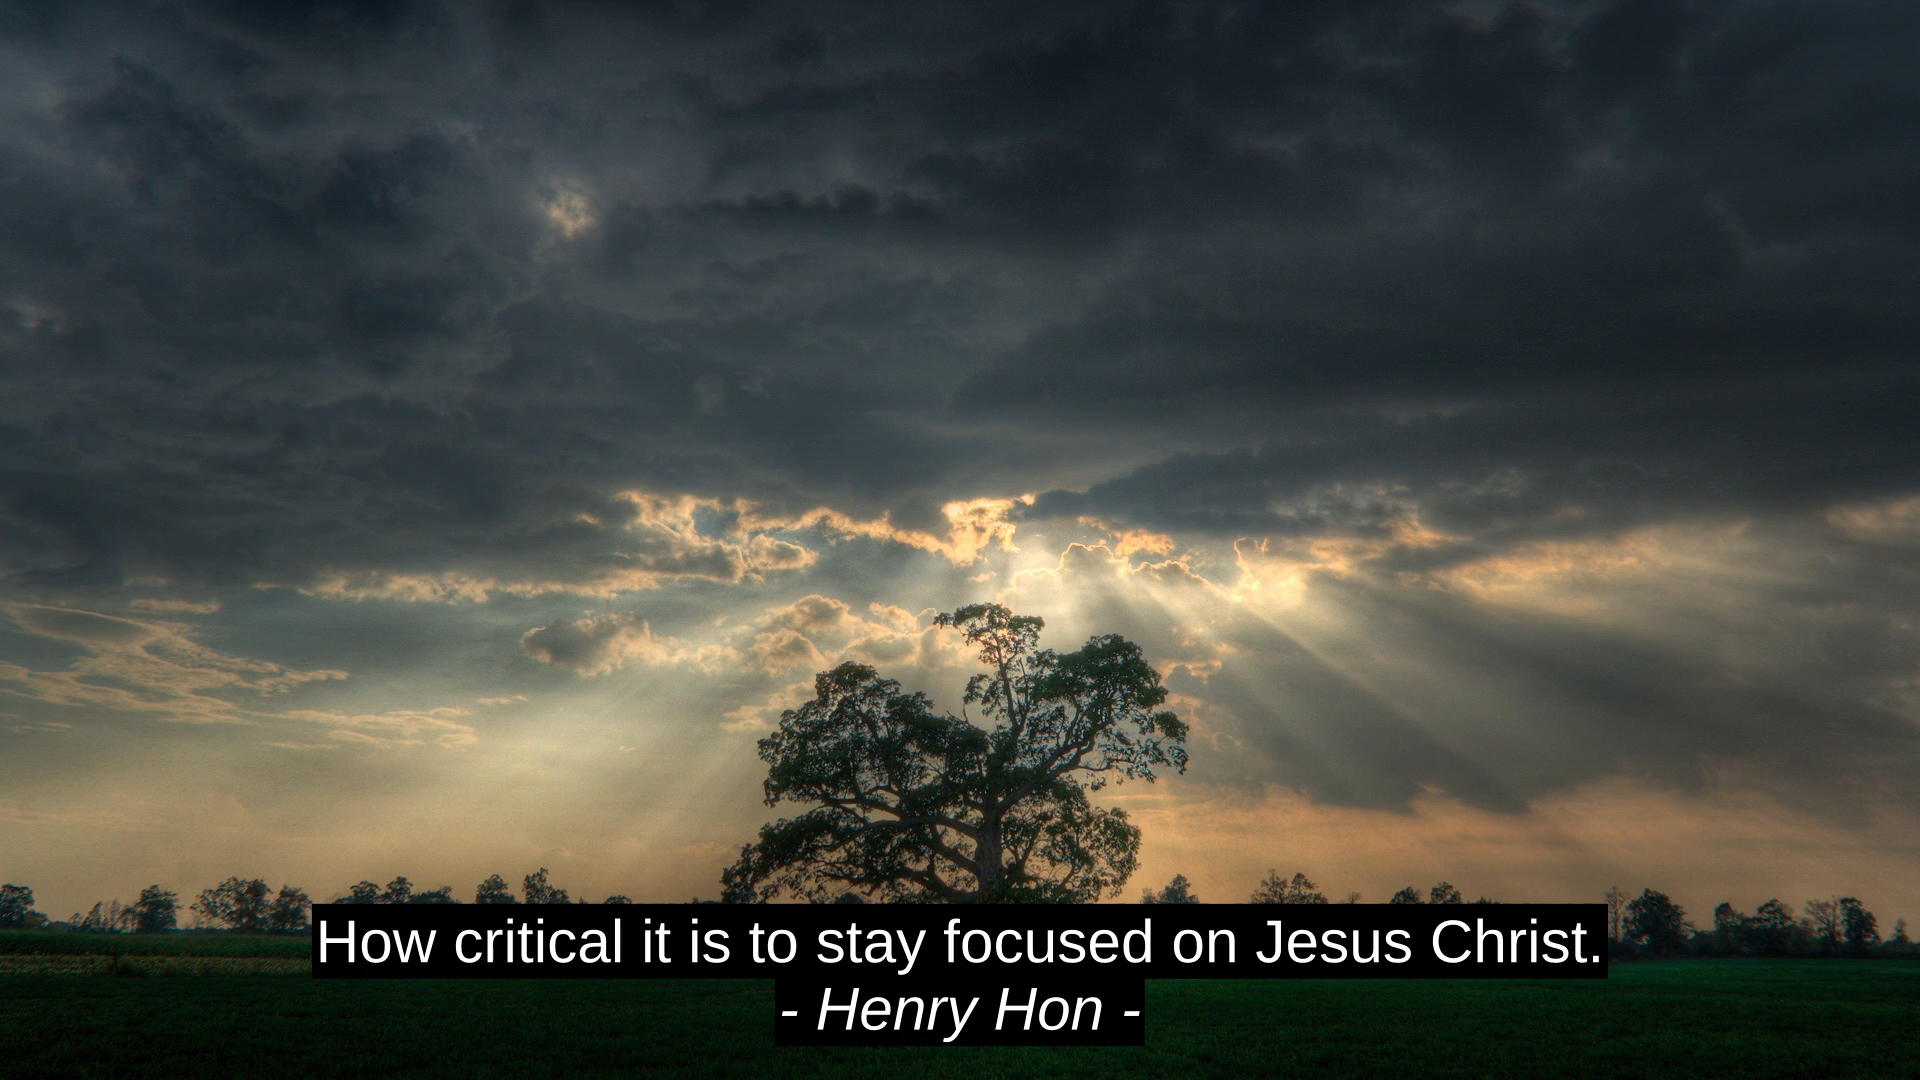 How critical it is to stay focused on Jesus Christ.
- Henry Hon -